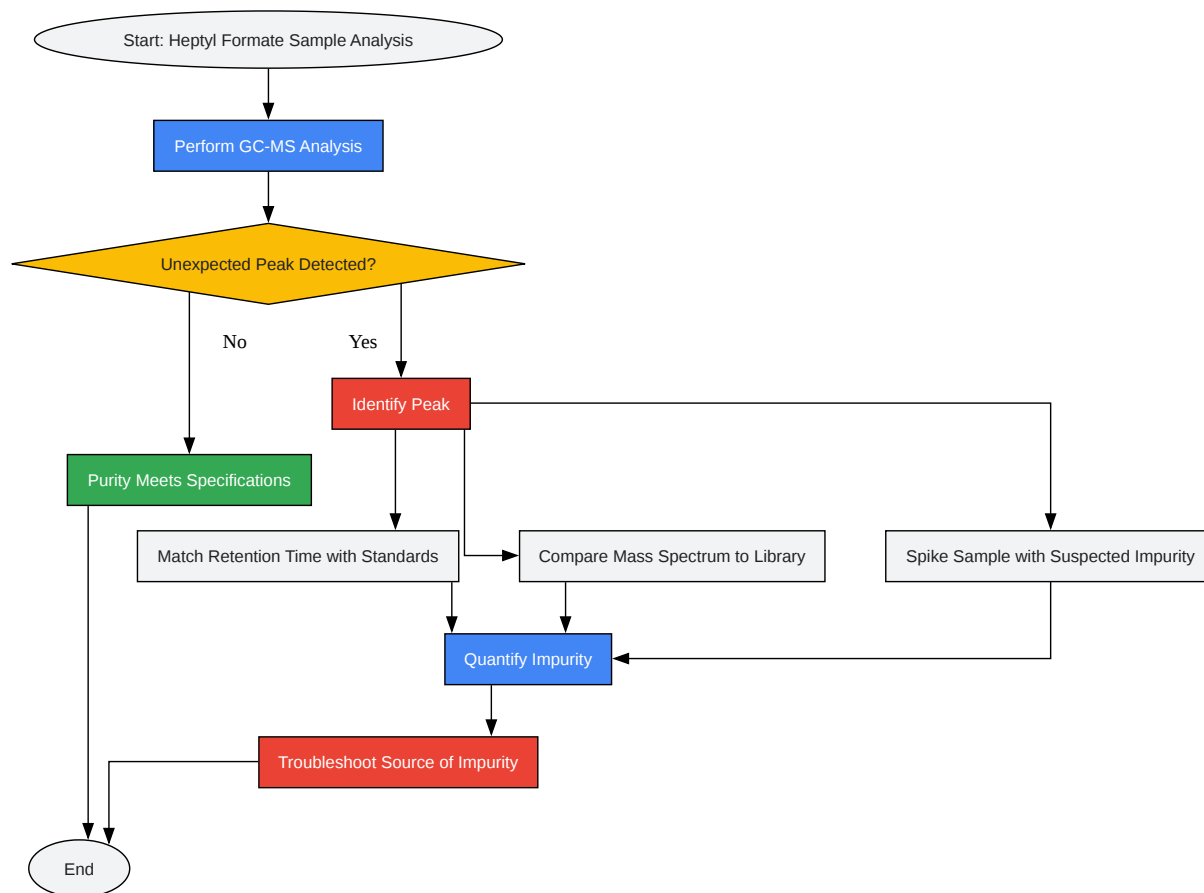 Start: Heptyl Formate Sample Analysis
Perform GC-MS Analysis
Unexpected Peak Detected?
No
Yes
Identify Peak
Purity Meets Specifications
Match Retention Time with Standards
Compare Mass Spectrum to Library
Spike Sample with Suspected Impurity
Quantify Impurity
Troubleshoot Source of Impurity
End